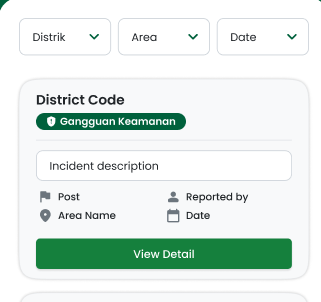 Distrik
Area
Date
District Code
Gangguan Keamanan
Incident description
Post
Reported by
Area Name
Date
View Detail